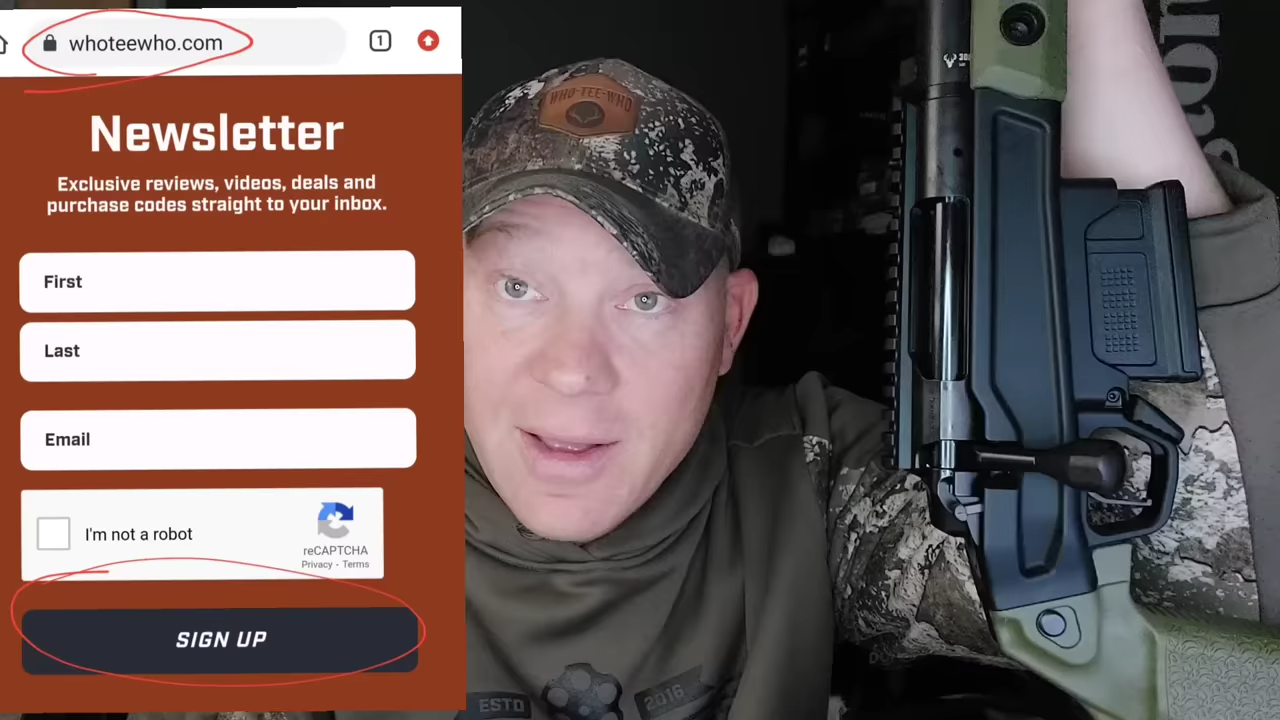 whoteewho.com
1
Newsletter
Exclusive reviews, videos, deals and
purchase codes straight to your inbox.
First
Last
Email
I'm not a robot
reCAPTCHA
Privacy - Terms
SIGN UP
WHO-TEE-WHO
ESTD
2016